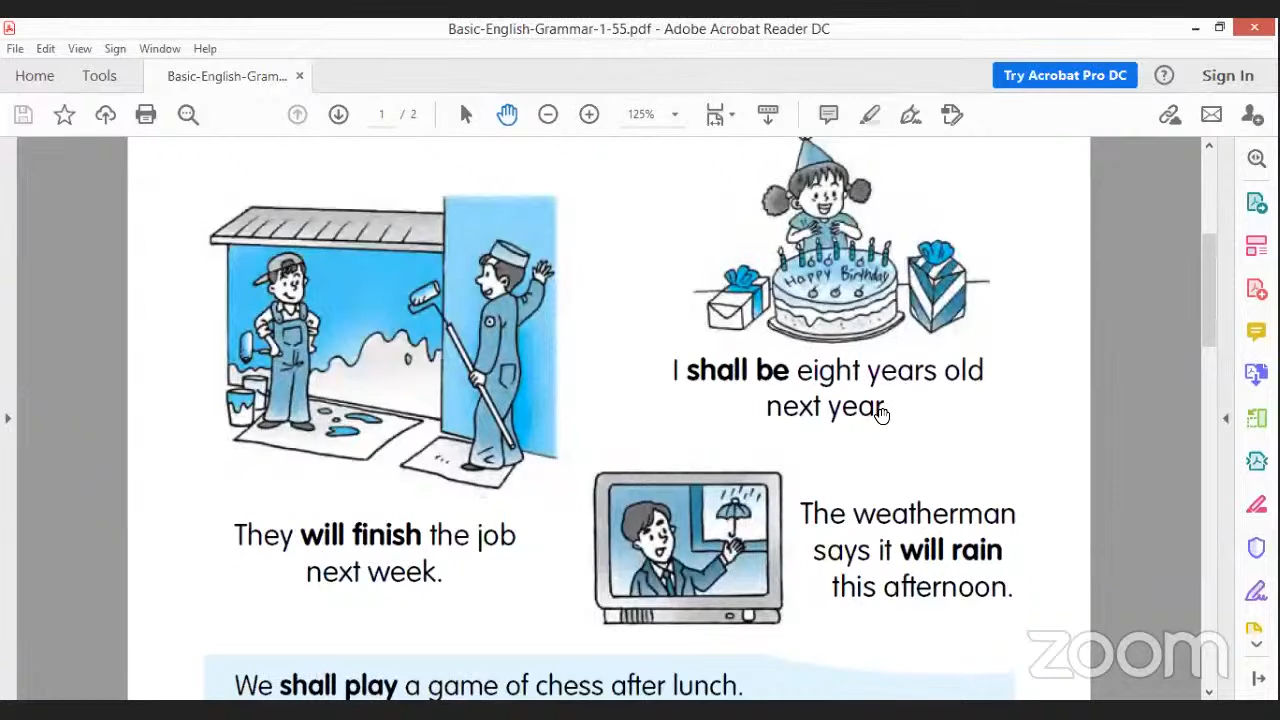 Basic-English-Grammar-1-55.pdf - Adobe Acrobat Reader DC
File Edit View Sign Window Help
Home Tools Basic-English-Gram... × Try Acrobat Pro DC Sign In
1 / 2 125%
Happy Birthday
I shall be eight years old
next year.
They will finish the job
next week.
The weatherman
says it will rain
this afternoon.
We shall play a game of chess after lunch.
zoom